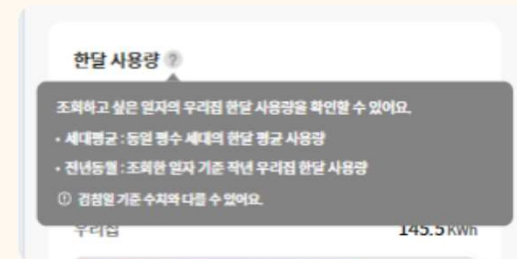 한달 사용량 ?
조회하고 싶은 일자의 우리집 한달 사용량을 확인할 수 있어요.
• 세대평균 : 동일 평수 세대의 한달 평균 사용량
• 전년동월 : 조회한 일자 기준 작년 우리집 한달 사용량
검침일 기준 수치와 다를 수 있어요.
우리집 145.5 KWh